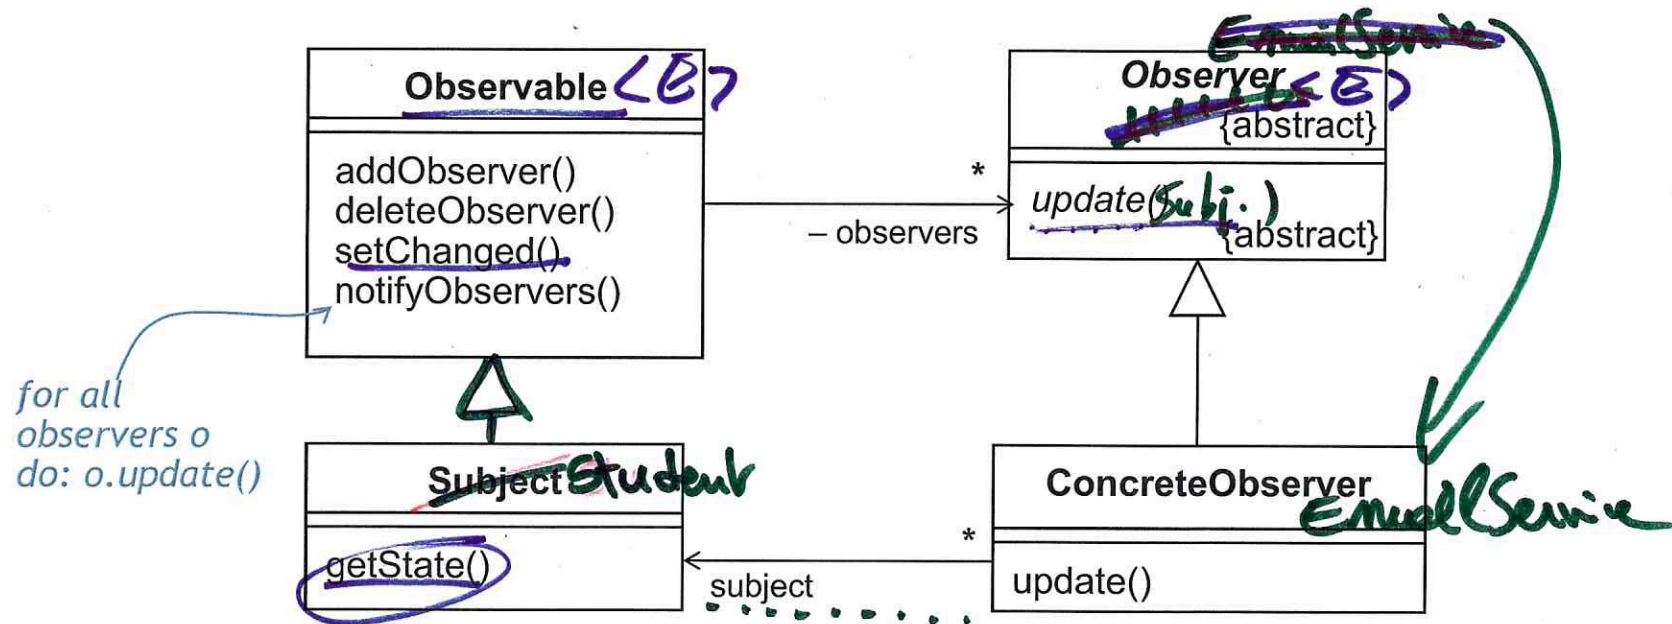 EmailService
Observable <E>
Observer <E>
{abstract}
addObserver()
deleteObserver()
setChanged()
notifyObservers()
*
– observers
update(Subj.)
{abstract}
for all
observers o
do: o.update()
Subject Student
getState()
*
subject
ConcreteObserver
EmailService
update()